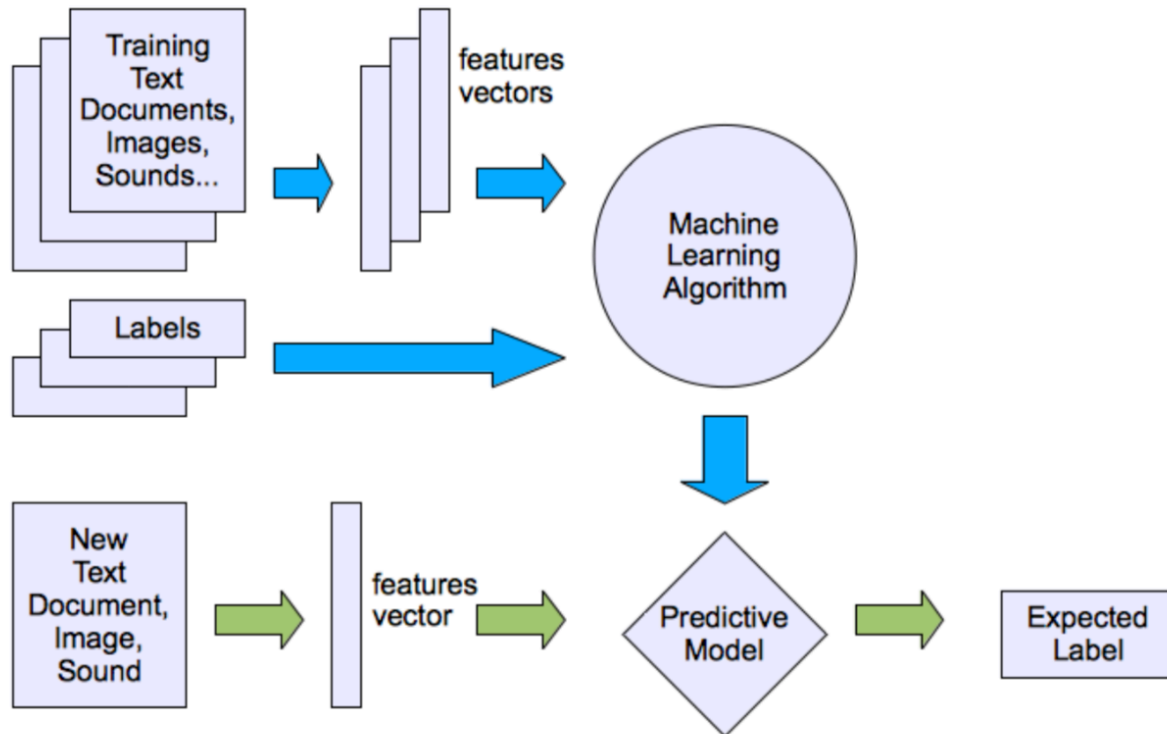 Training
Text
Documents,
Images,
Sounds...
features
vectors
Machine
Learning
Algorithm
Labels
New
Text
Document,
Image,
Sound
features
vector
Predictive
Model
Expected
Label